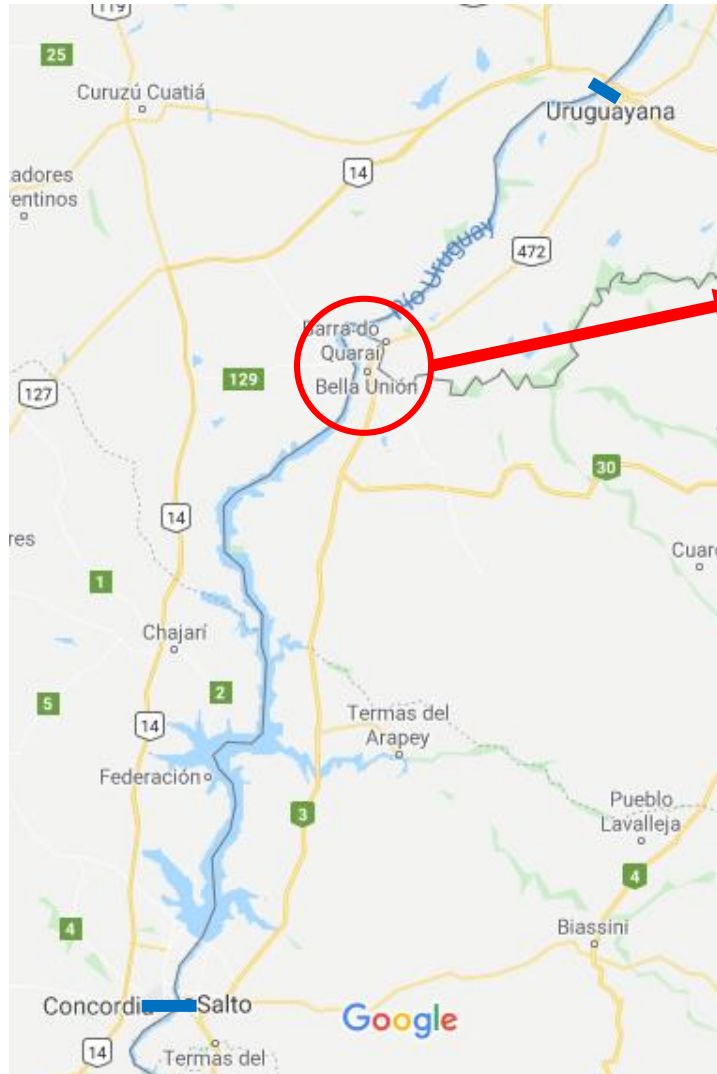 119
25
Curuzú Cuatiá
Uruguayana
adores
entinos
14
Río Uruguay
472
Barra do
Quaraí
Bella Unión
129
127
30
14
res
Cuar
1
Chajarí
2
5
14
Termas del
Arapey
Federación
3
Pueblo
Lavalleja
4
4
Biassini
Concordia
Salto
Google
14
Termas del